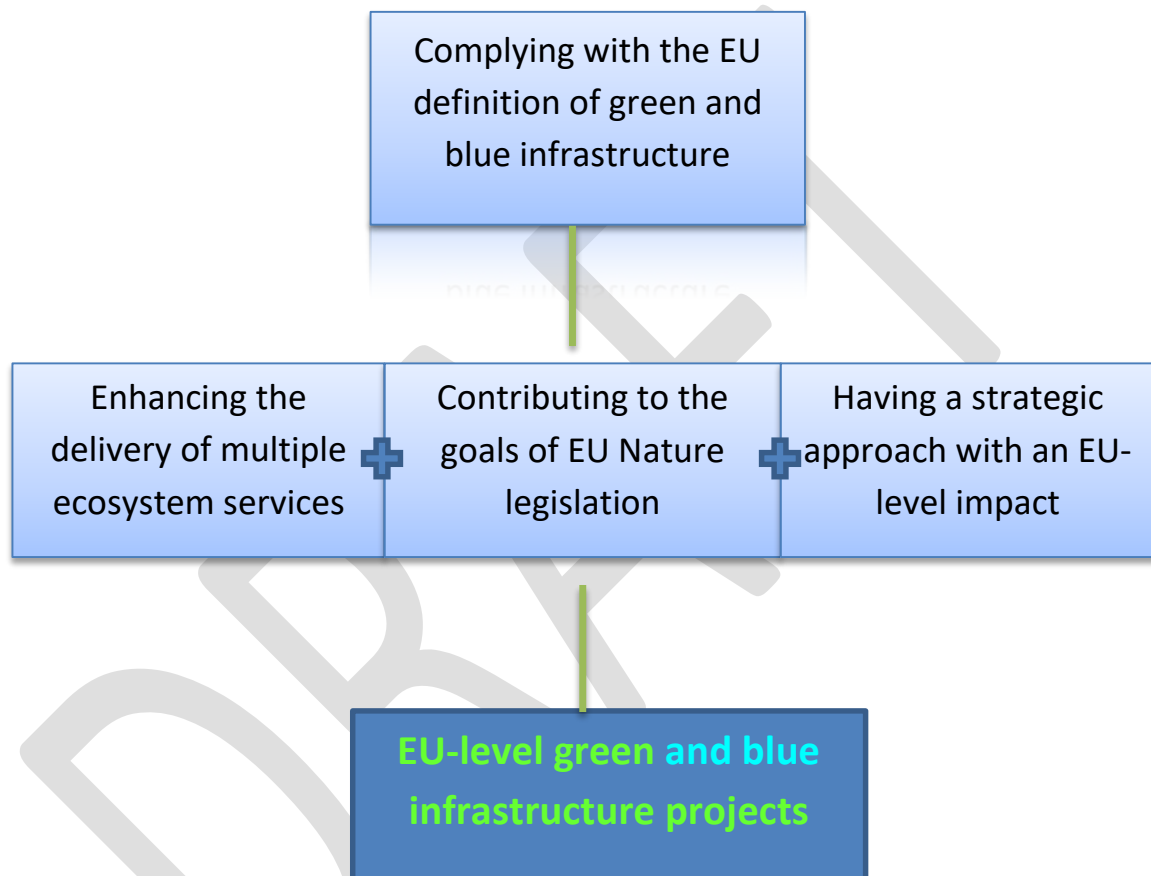 Complying with the EU
definition of green and
blue infrastructure
Enhancing the
delivery of multiple
ecosystem services
Contributing to the
goals of EU Nature
legislation
Having a strategic
approach with an EU-
level impact
EU-level green and blue
infrastructure projects
DRAFT